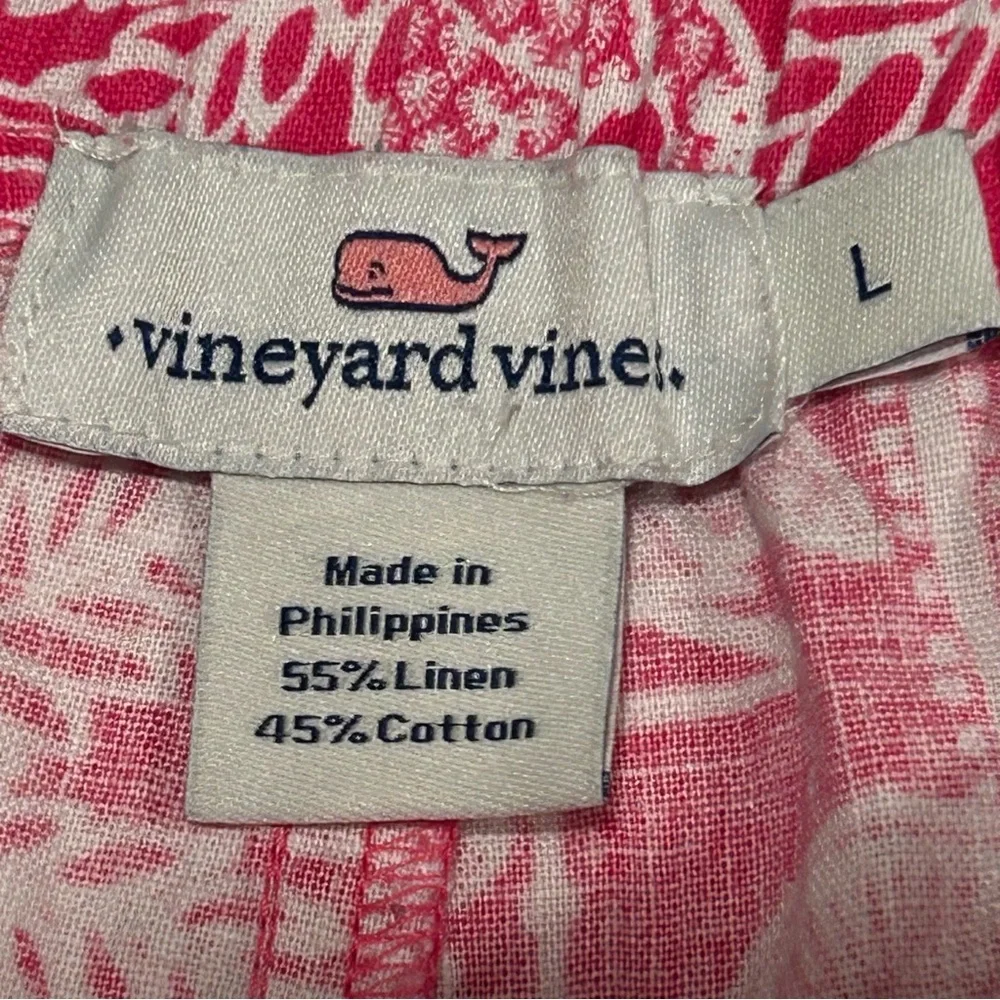 vineyard vines
L
Made in
Philippines
55% Linen
45% Cotton